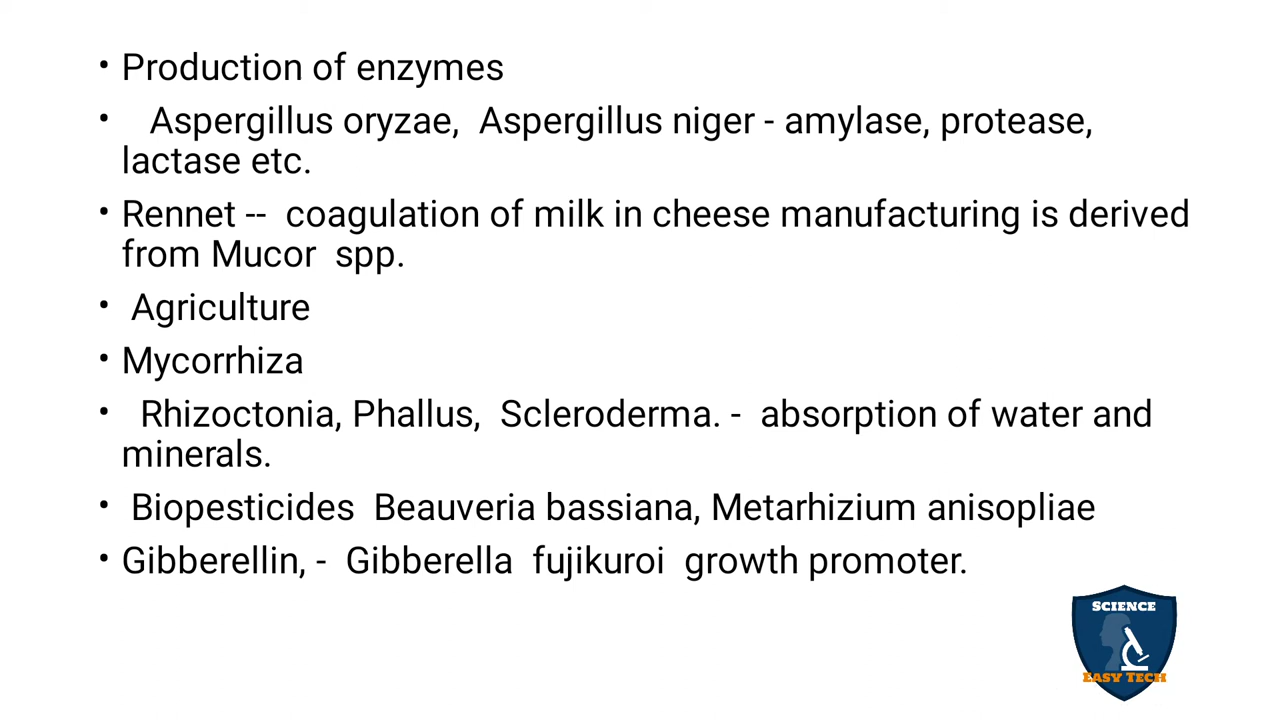 • Production of enzymes
• Aspergillus oryzae, Aspergillus niger - amylase, protease,
lactase etc.
• Rennet -- coagulation of milk in cheese manufacturing is derived
from Mucor spp.
• Agriculture
• Mycorrhiza
• Rhizoctonia, Phallus, Scleroderma. - absorption of water and
minerals.
• Biopesticides Beauveria bassiana, Metarhizium anisopliae
• Gibberellin, - Gibberella fujikuroi growth promoter.
SCIENCE
EASY TECH